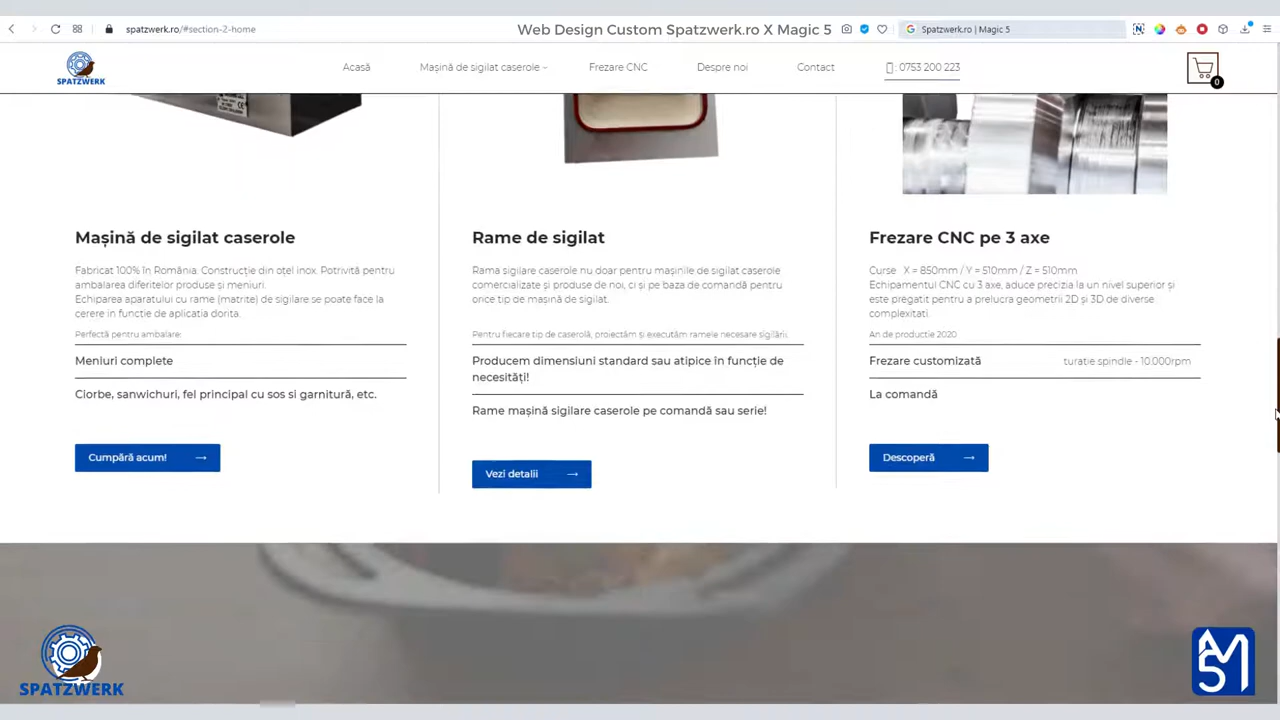 spatzwerk.ro/#section-2-home
Web Design Custom Spatzwerk.ro X Magic 5
Spatzwerk.ro | Magic 5
SPATZWERK
Acasă
Mașină de sigilat caserole
Frezare CNC
Despre noi
Contact
: 0753 200 223
0
Mașină de sigilat caserole
Fabricat 100% în România. Construcție din oțel inox. Potrivită pentru
ambalarea diferitelor produse și meniuri.
Echiparea aparatului cu rame (matrite) de sigilare se poate face la
cerere in functie de aplicatia dorita.
Perfectă pentru ambalare:
Meniuri complete
Ciorbe, sanwichuri, fel principal cu sos si garnitură, etc.
Cumpără acum! →
Rame de sigilat
Rama sigilare caserole nu doar pentru mașinile de sigilat caserole
comercializate și produse de noi, ci și pe baza de comandă pentru
orice tip de mașină de sigilat.
Pentru fiecare tip de caserolă, proiectăm și executăm ramele necesare sigilării.
Producem dimensiuni standard sau atipice în funcție de
necesități!
Rame mașină sigilare caserole pe comandă sau serie!
Vezi detalii →
Frezare CNC pe 3 axe
Curse X = 850mm / Y = 510mm / Z = 510mm
Echipamentul CNC cu 3 axe, aduce precizia la un nivel superior și
este pregatit pentru a prelucra geometrii 2D și 3D de diverse
complexitati.
An de productie 2020
Frezare customizată turatie spindle - 10.000rpm
La comandă
Descoperă →
SPATZWERK
M5